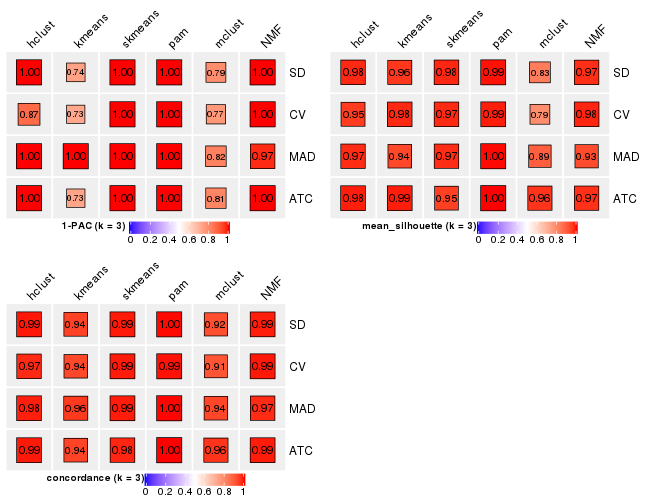 hclust kmeans skmeans pam mclust NMF
1.00 0.74 1.00 1.00 0.79 1.00 SD
0.87 0.73 1.00 1.00 0.77 1.00 CV
1.00 1.00 1.00 1.00 0.82 0.97 MAD
1.00 0.73 1.00 1.00 0.81 1.00 ATC
1-PAC (k = 3)
0 0.2 0.4 0.6 0.8 1
hclust kmeans skmeans pam mclust NMF
0.98 0.96 0.98 0.99 0.83 0.97 SD
0.95 0.98 0.97 0.99 0.79 0.98 CV
0.97 0.94 0.97 1.00 0.89 0.93 MAD
0.98 0.99 0.95 1.00 0.96 0.97 ATC
mean_silhouette (k = 3)
0 0.2 0.4 0.6 0.8 1
hclust kmeans skmeans pam mclust NMF
0.99 0.94 0.99 1.00 0.92 0.99 SD
0.97 0.94 0.99 0.99 0.91 0.99 CV
0.98 0.96 0.99 1.00 0.94 0.97 MAD
0.99 0.94 0.98 1.00 0.96 0.99 ATC
concordance (k = 3)
0 0.2 0.4 0.6 0.8 1